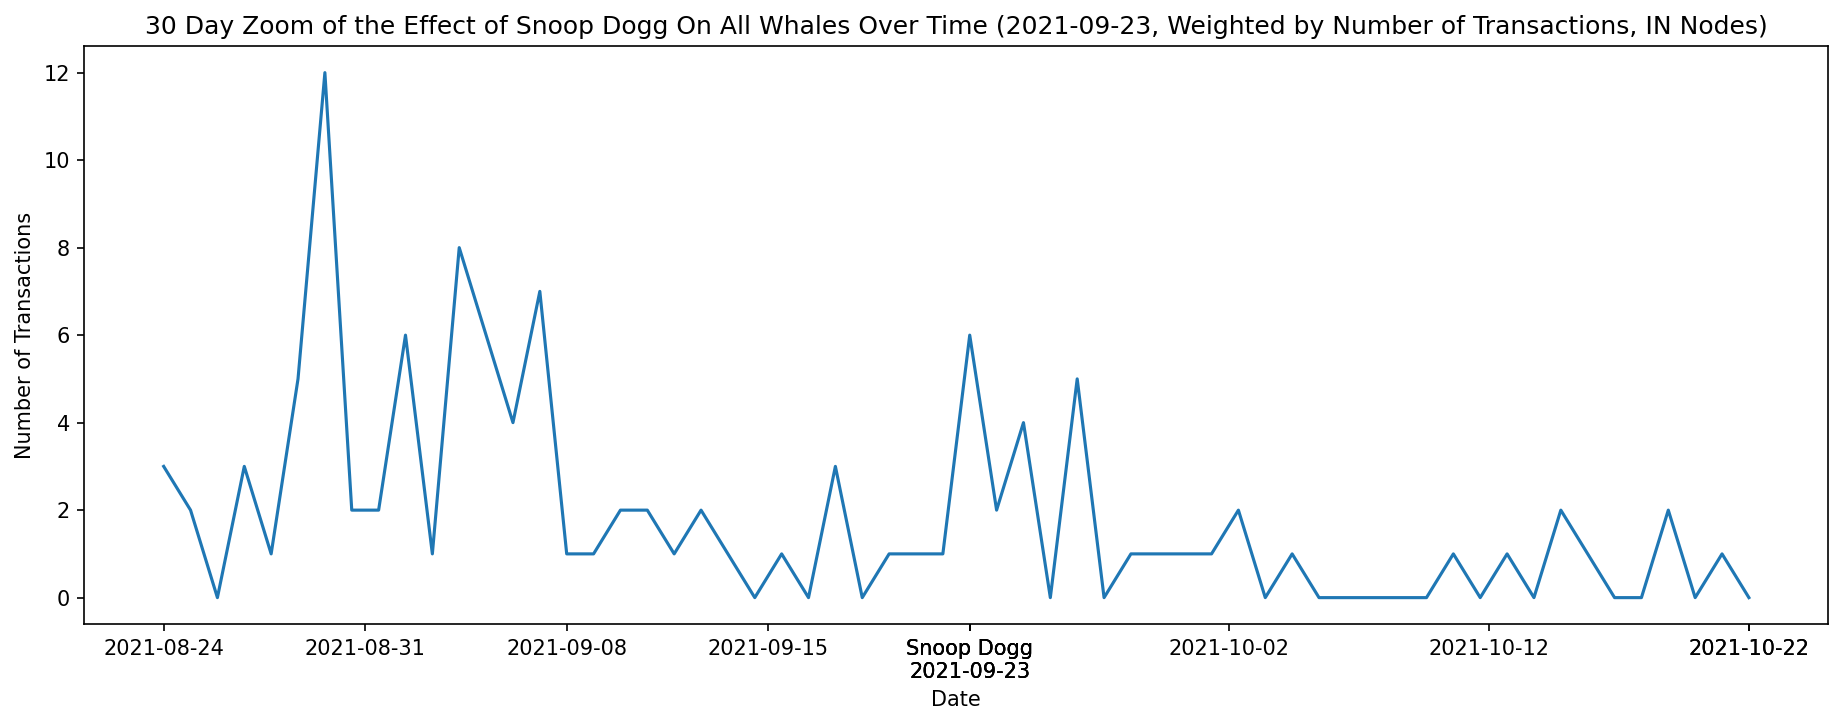 30 Day Zoom of the Effect of Snoop Dogg On All Whales Over Time (2021-09-23, Weighted by Number of Transactions, IN Nodes)
Number of Transactions
12
10
8
6
4
2
0
2021-08-24 2021-08-31 2021-09-08 2021-09-15 Snoop Dogg 2021-10-02 2021-10-12 2021-10-22
2021-09-23
Date